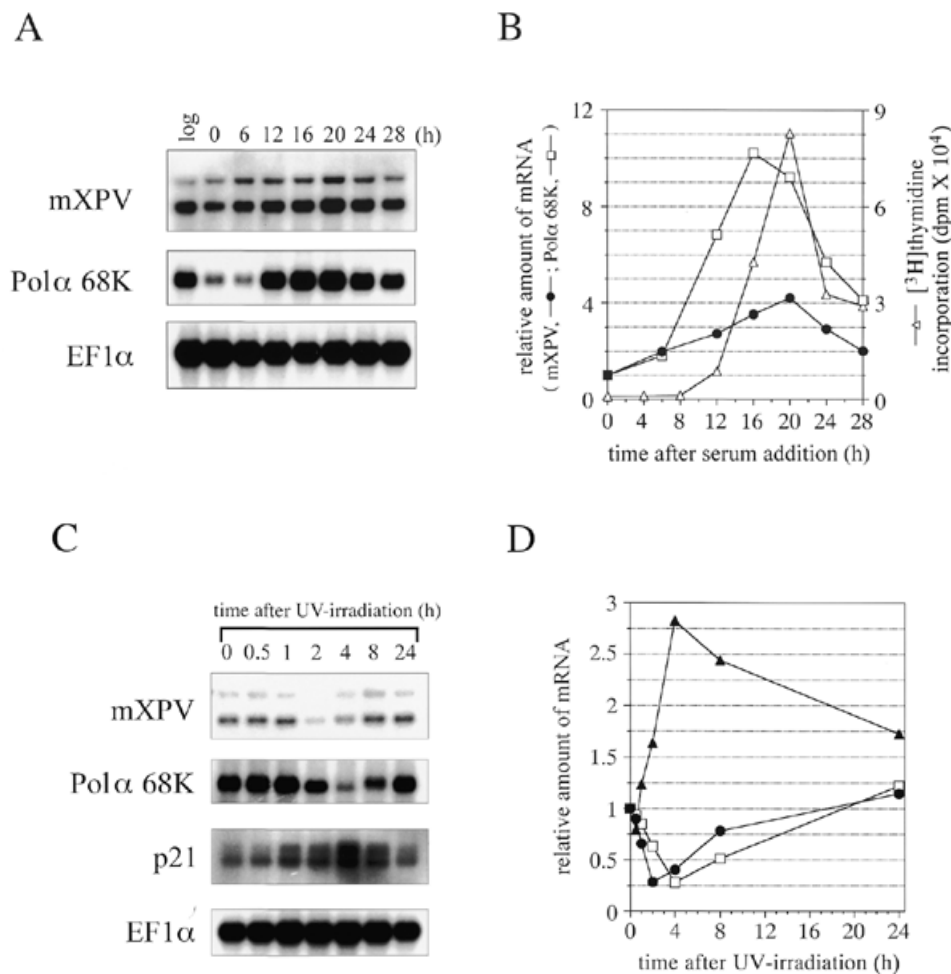 A
log 0 6 12 16 20 24 28 (h)
mXPV
Polα 68K
EF1α
B
relative amount of mRNA
( mXPV, —●— ; Polα 68K, —□— )
12
8
4
0
9
6
3
0
—△— [³H]thymidine
incorporation (dpm X 10⁴)
0 4 6 8 12 16 20 24 28
time after serum addition (h)
C
time after UV-irradiation (h)
0 0.5 1 2 4 8 24
mXPV
Polα 68K
p21
EF1α
D
relative amount of mRNA
3
2.5
2
1.5
1
0.5
0
0 4 8 12 16 20 24
time after UV-irradiation (h)